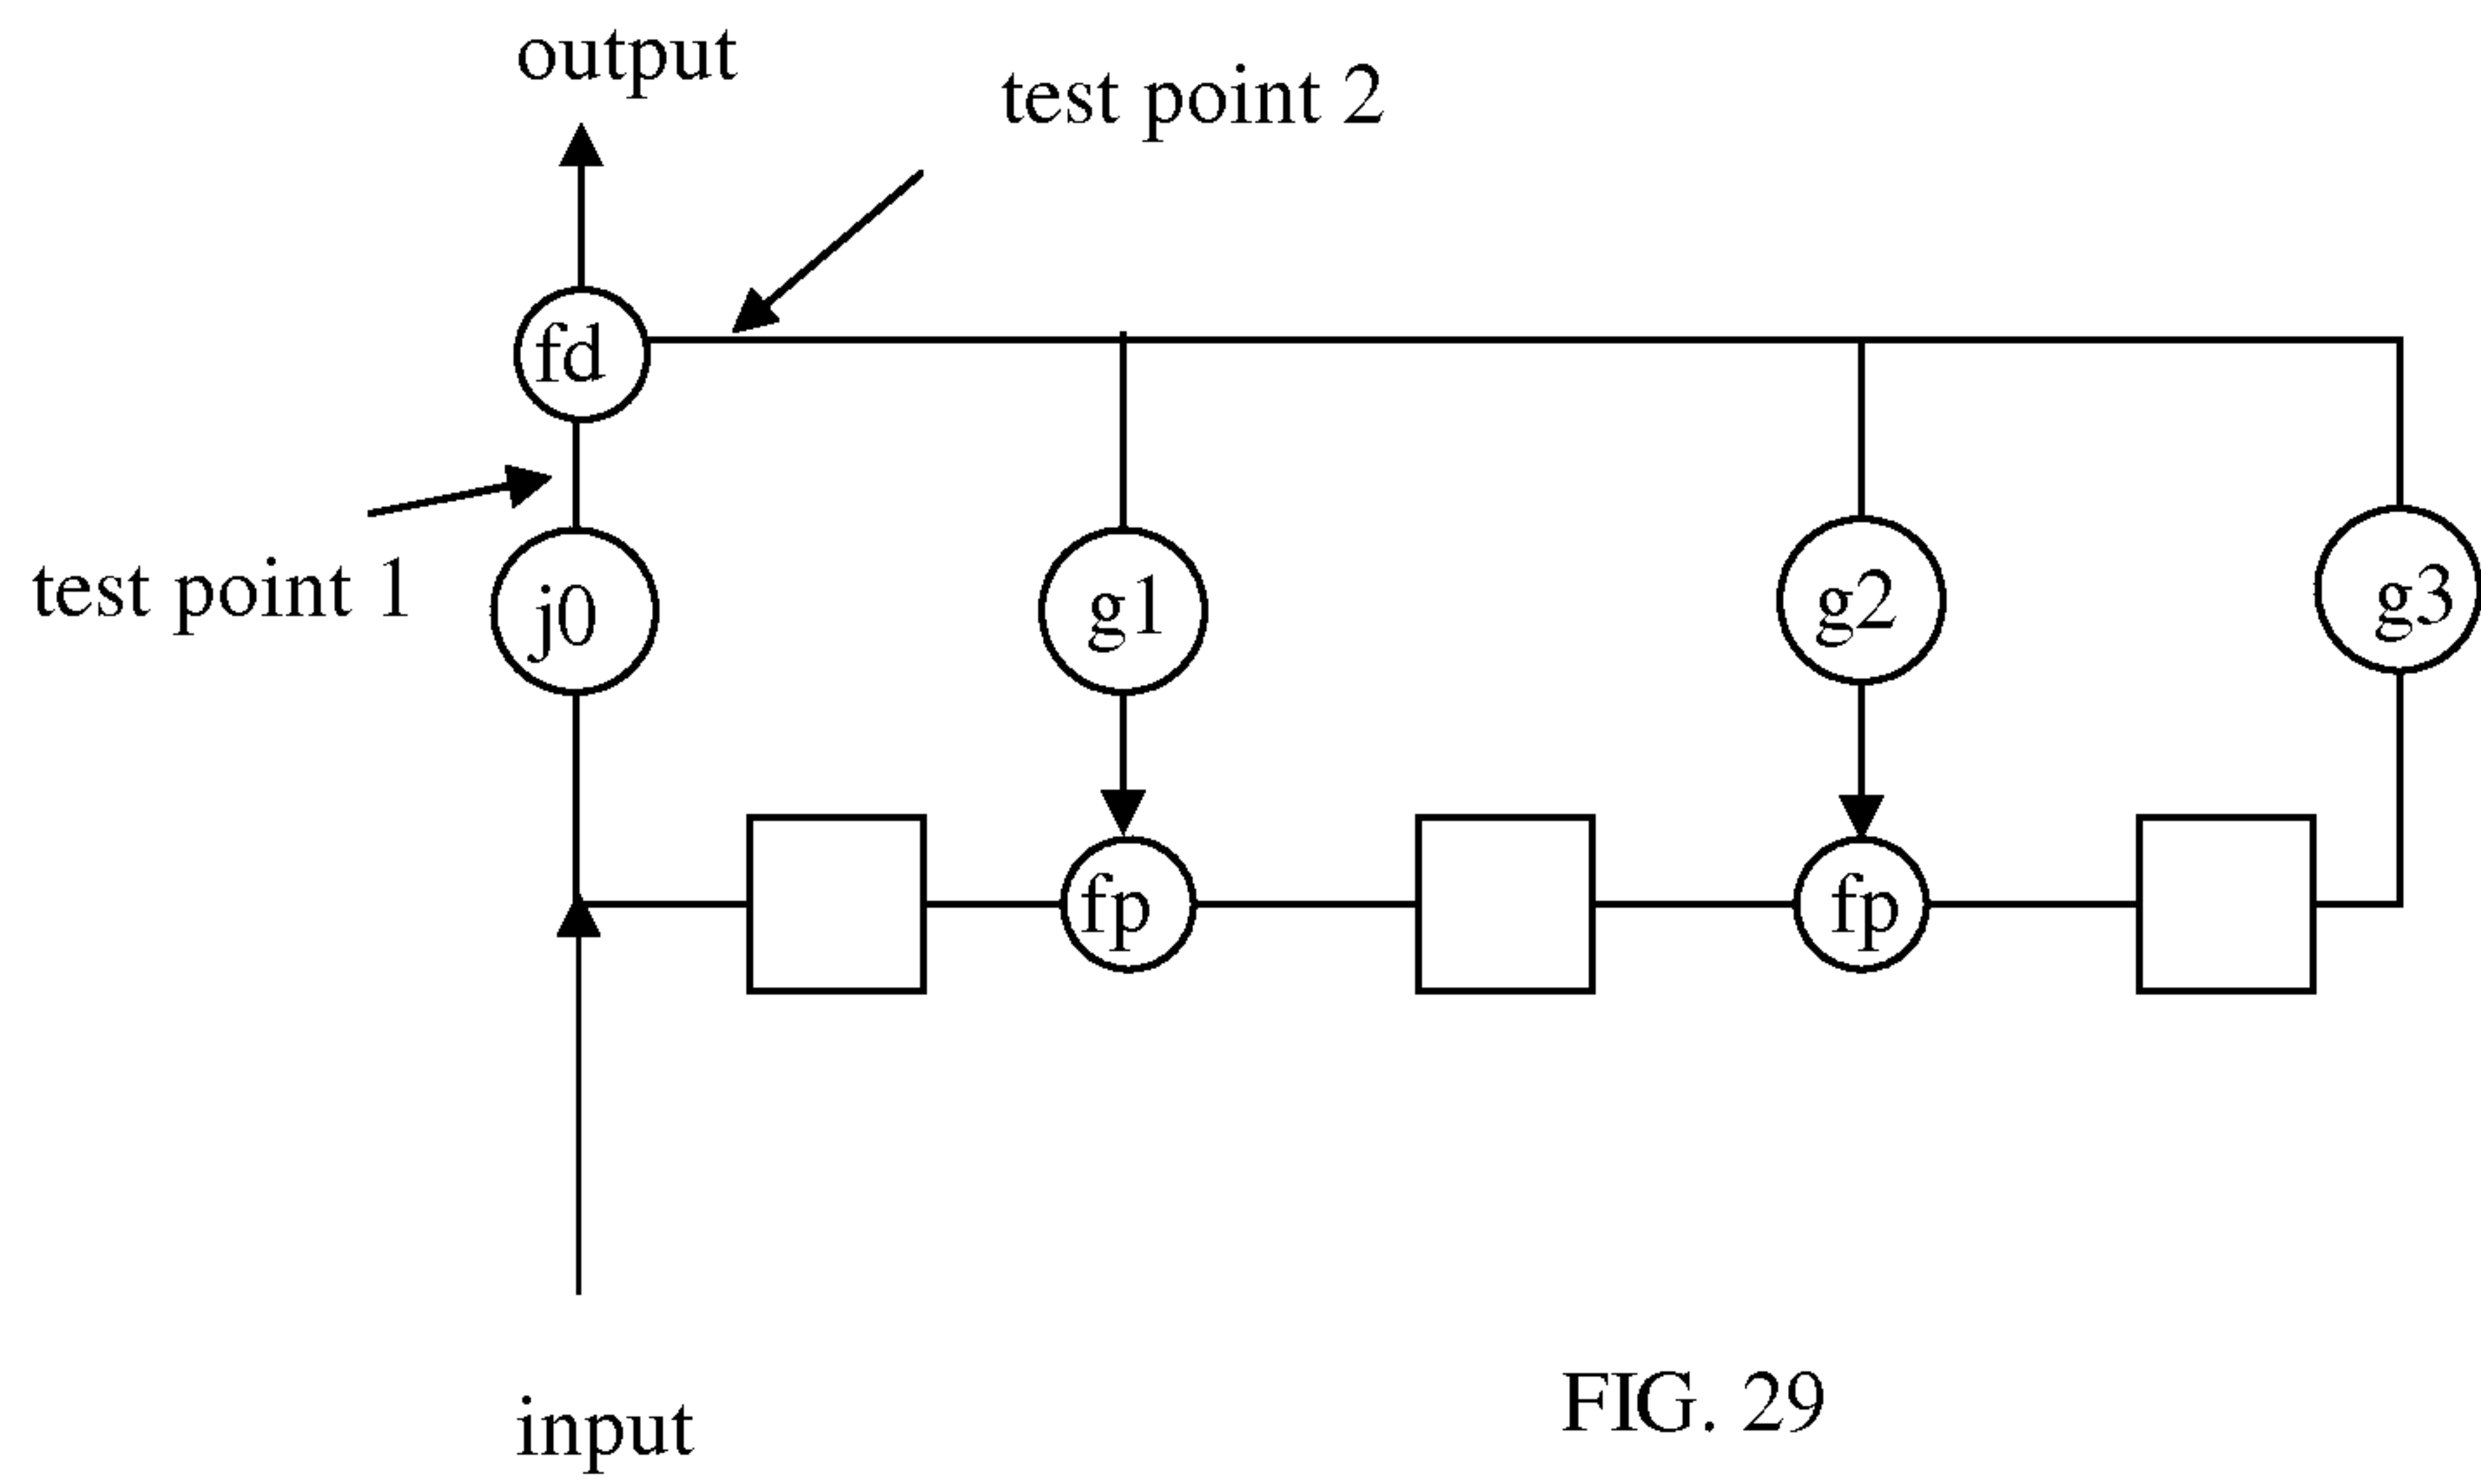 output
test point 2
fd
test point 1
j0
g1
g2
g3
fp
fp
input
FIG. 29